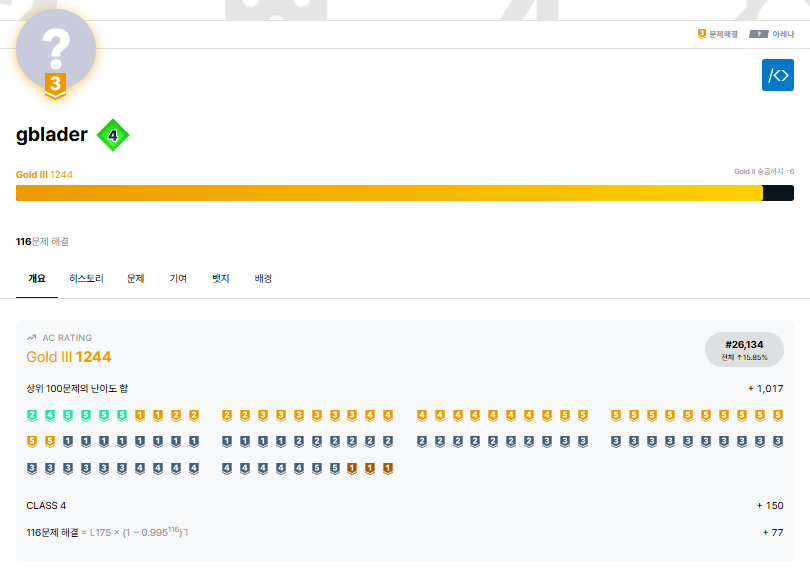 3 문제해결 ? 아레나
?
3
/<>
gblader 4
Gold III 1244
Gold II 승급까지 -6
116문제 해결
개요 히스토리 문제 기여 뱃지 배경
AC RATING
Gold III 1244
#26,134
전체 ↑15.85%
상위 100문제의 난이도 합 + 1,017
2 4 5 5 5 5 1 1 2 2 2 2 3 3 3 3 3 3 4 4 4 4 4 4 4 4 4 4 5 5 5 5 5 5 5 5 5 5 5 5
5 5 1 1 1 1 1 1 1 1 1 1 1 1 2 2 2 2 2 2 2 2 2 2 2 2 2 3 3 3 3 3 3 3 3 3 3 3 3 3
3 3 3 3 3 3 4 4 4 4 4 4 4 4 4 5 5 1 1 1
CLASS 4 + 150
116문제 해결 = ⌊175 × (1 − 0.995^116)⌉ + 77